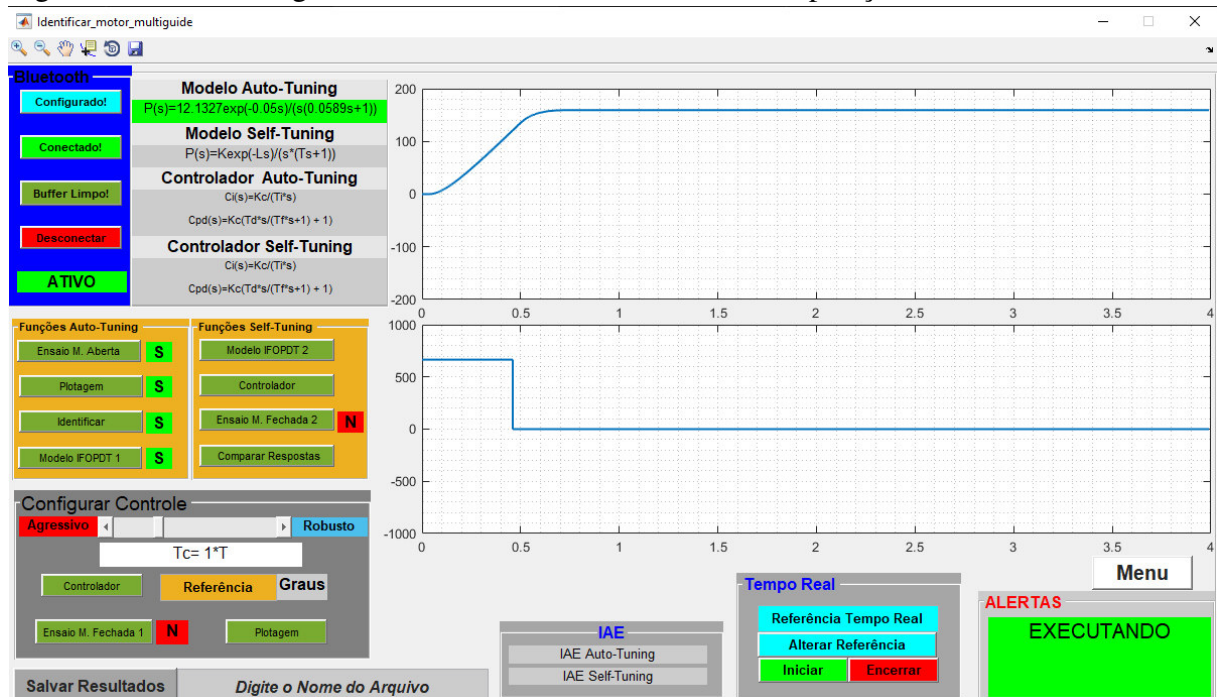 Identificar_motor_multiguide
Bluetooth
Configurado!
Conectado!
Buffer Limpo!
Desconectar
ATIVO
Modelo Auto-Tuning
P(s)=12.1327exp(-0.05s)/(s(0.0589s+1))
Modelo Self-Tuning
P(s)=Kexp(-Ls)/(s*(Ts+1))
Controlador Auto-Tuning
Ci(s)=Kc/(Ti*s)
Cpd(s)=Kc(Td*s/(Tf*s+1) + 1)
Controlador Self-Tuning
Ci(s)=Kc/(Ti*s)
Cpd(s)=Kc(Td*s/(Tf*s+1) + 1)
200
100
0
-100
-200
0 0.5 1 1.5 2 2.5 3 3.5 4
1000
500
0
-500
-1000
0 0.5 1 1.5 2 2.5 3 3.5 4
Funções Auto-Tuning
Ensaio M. Aberta S
Plotagem S
Identificar S
Modelo IFOPDT 1 S
Funções Self-Tuning
Modelo IFOPDT 2
Controlador
Ensaio M. Fechada 2 N
Comparar Respostas
Configurar Controle
Agressivo Robusto
Tc= 1*T
Controlador Referência Graus
Ensaio M. Fechada 1 N Plotagem
Salvar Resultados Digite o Nome do Arquivo
IAE
IAE Auto-Tuning
IAE Self-Tuning
Tempo Real
Referência Tempo Real
Alterar Referência
Iniciar Encerrar
Menu
ALERTAS
EXECUTANDO